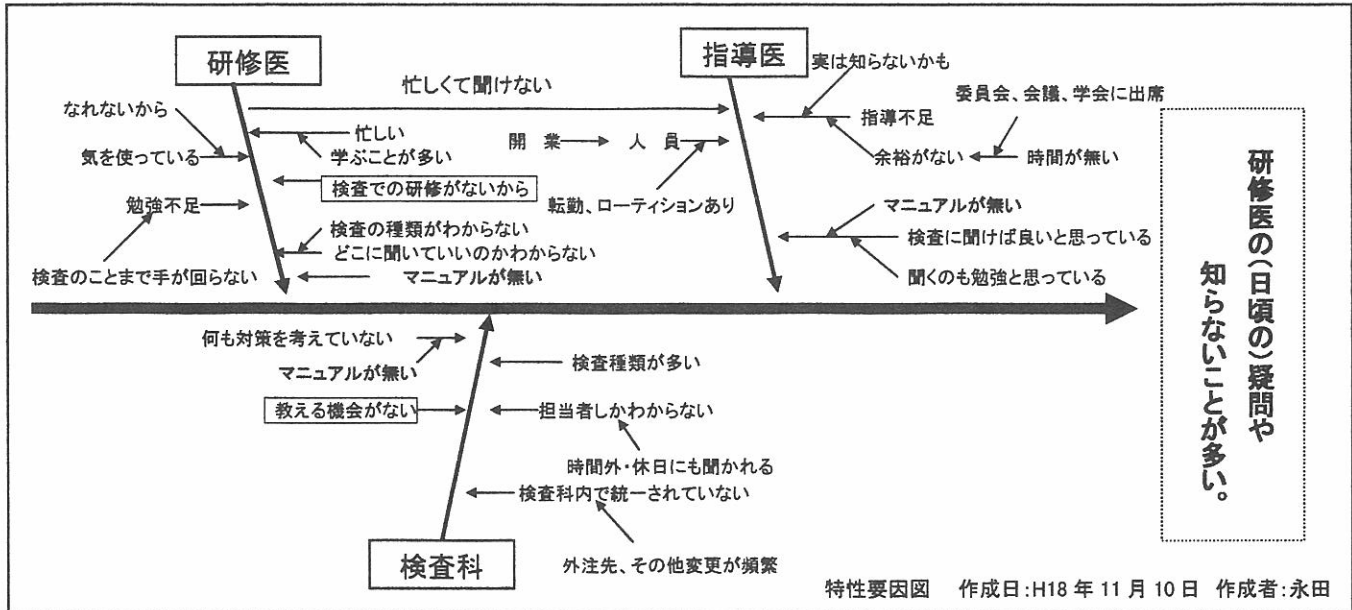 研修医
指導医
実は知らないかも
忙しくて聞けない
委員会、会議、学会に出席
なれないから
忙しい
指導不足
学ぶことが多い
開業
人員
気を使っている
余裕がない
時間が無い
検査での研修がないから
勉強不足
転勤、ローティションあり
マニュアルが無い
検査の種類がわからない
検査に聞けば良いと思っている
どこに聞いていいのかわからない
検査のことまで手が回らない
マニュアルが無い
聞くのも勉強と思っている
研修医の(日頃の)疑問や
知らないことが多い。
何も対策を考えていない
マニュアルが無い
検査種類が多い
教える機会がない
担当者しかわからない
時間外・休日にも聞かれる
検査科内で統一されていない
検査科
外注先、その他変更が頻繁
特性要因図 作成日:H18年11月10日 作成者:永田